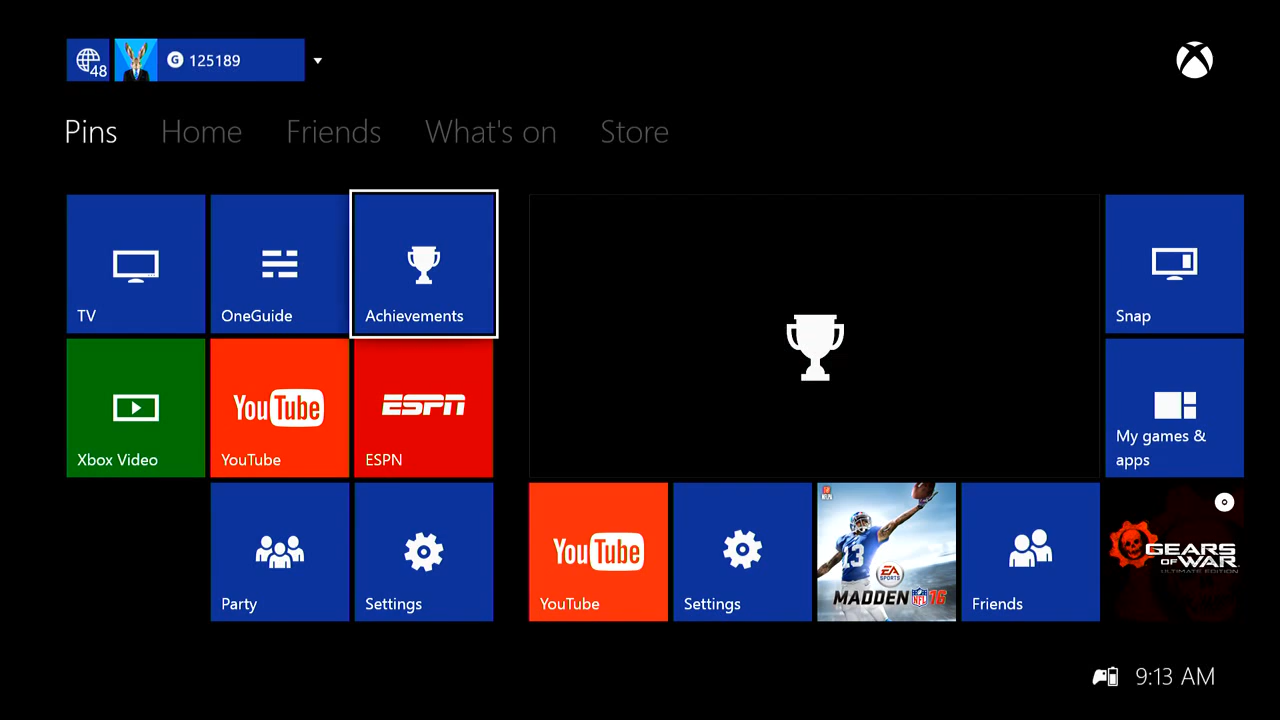 48
G 125189
Pins Home Friends What's on Store
TV
OneGuide
Achievements
Snap
YouTube
ESPN
My games &
apps
Xbox Video
YouTube
ESPN
13
EA
SPORTS
MADDEN NFL 16
GEARS
OF WAR
ULTIMATE EDITION
YouTube
Party
Settings
YouTube
Settings
Friends
9:13 AM